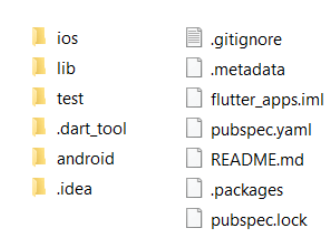 ios
lib
test
.dart_tool
android
.idea
.gitignore
.metadata
flutter_apps.iml
pubspec.yaml
README.md
.packages
pubspec.lock